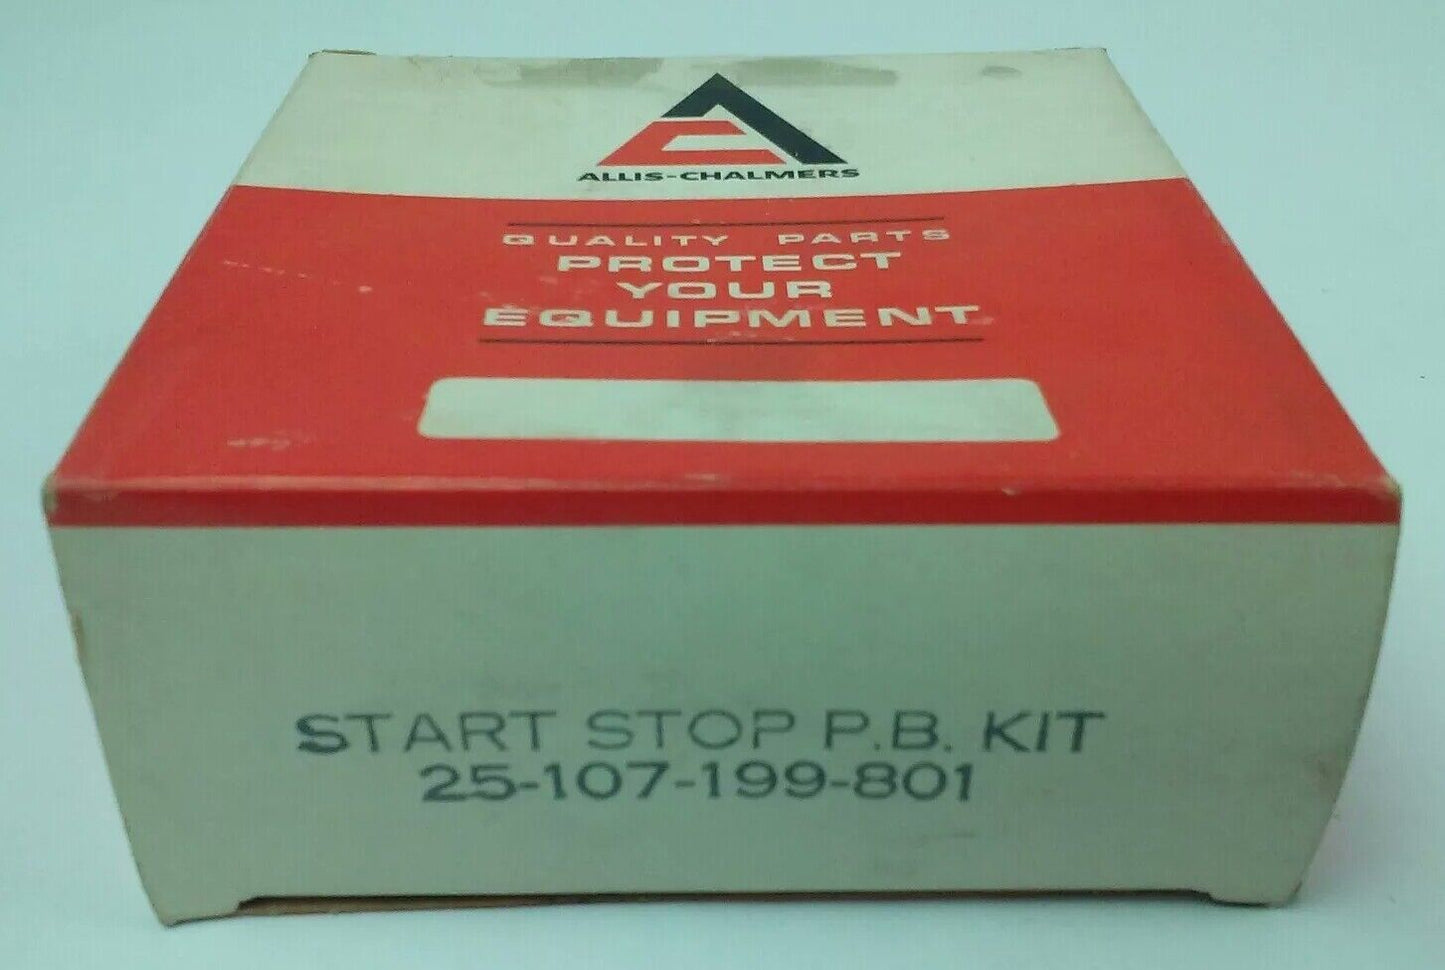 ALLIS-CHALMERS
QUALITY PARTS
PROTECT
YOUR
EQUIPMENT
START STOP P.B. KIT
25-107-199-801